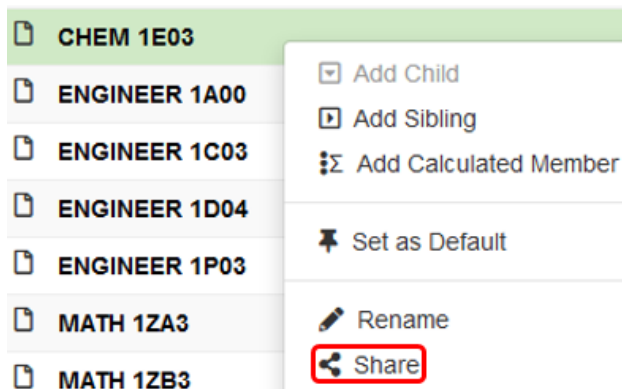 CHEM 1E03
ENGINEER 1A00
ENGINEER 1C03
ENGINEER 1D04
ENGINEER 1P03
MATH 1ZA3
MATH 1ZB3
Add Child
Add Sibling
Add Calculated Member
Set as Default
Rename
Share